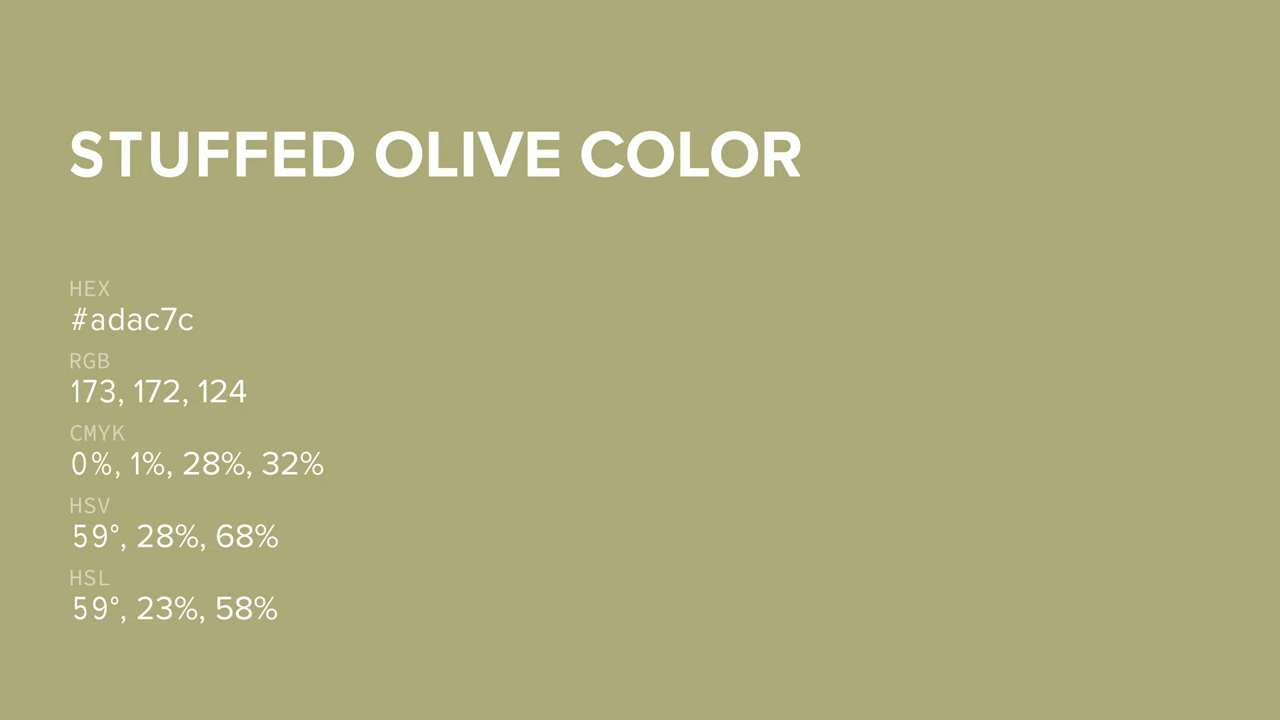 STUFFED OLIVE COLOR
HEX
#adac7c
RGB
173, 172, 124
CMYK
0%, 1%, 28%, 32%
HSV
59°, 28%, 68%
HSL
59°, 23%, 58%